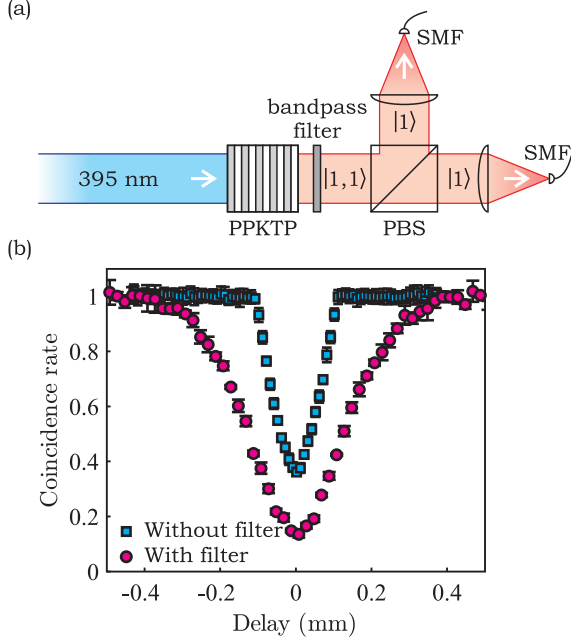 (a)
SMF
bandpass
filter
|1⟩
SMF
395 nm
|1,1⟩
|1⟩
PPKTP
PBS
(b)
1
0.8
0.6
0.4
0.2
0
Coincidence rate
Without filter
With filter
-0.4
-0.2
0
0.2
0.4
Delay (mm)